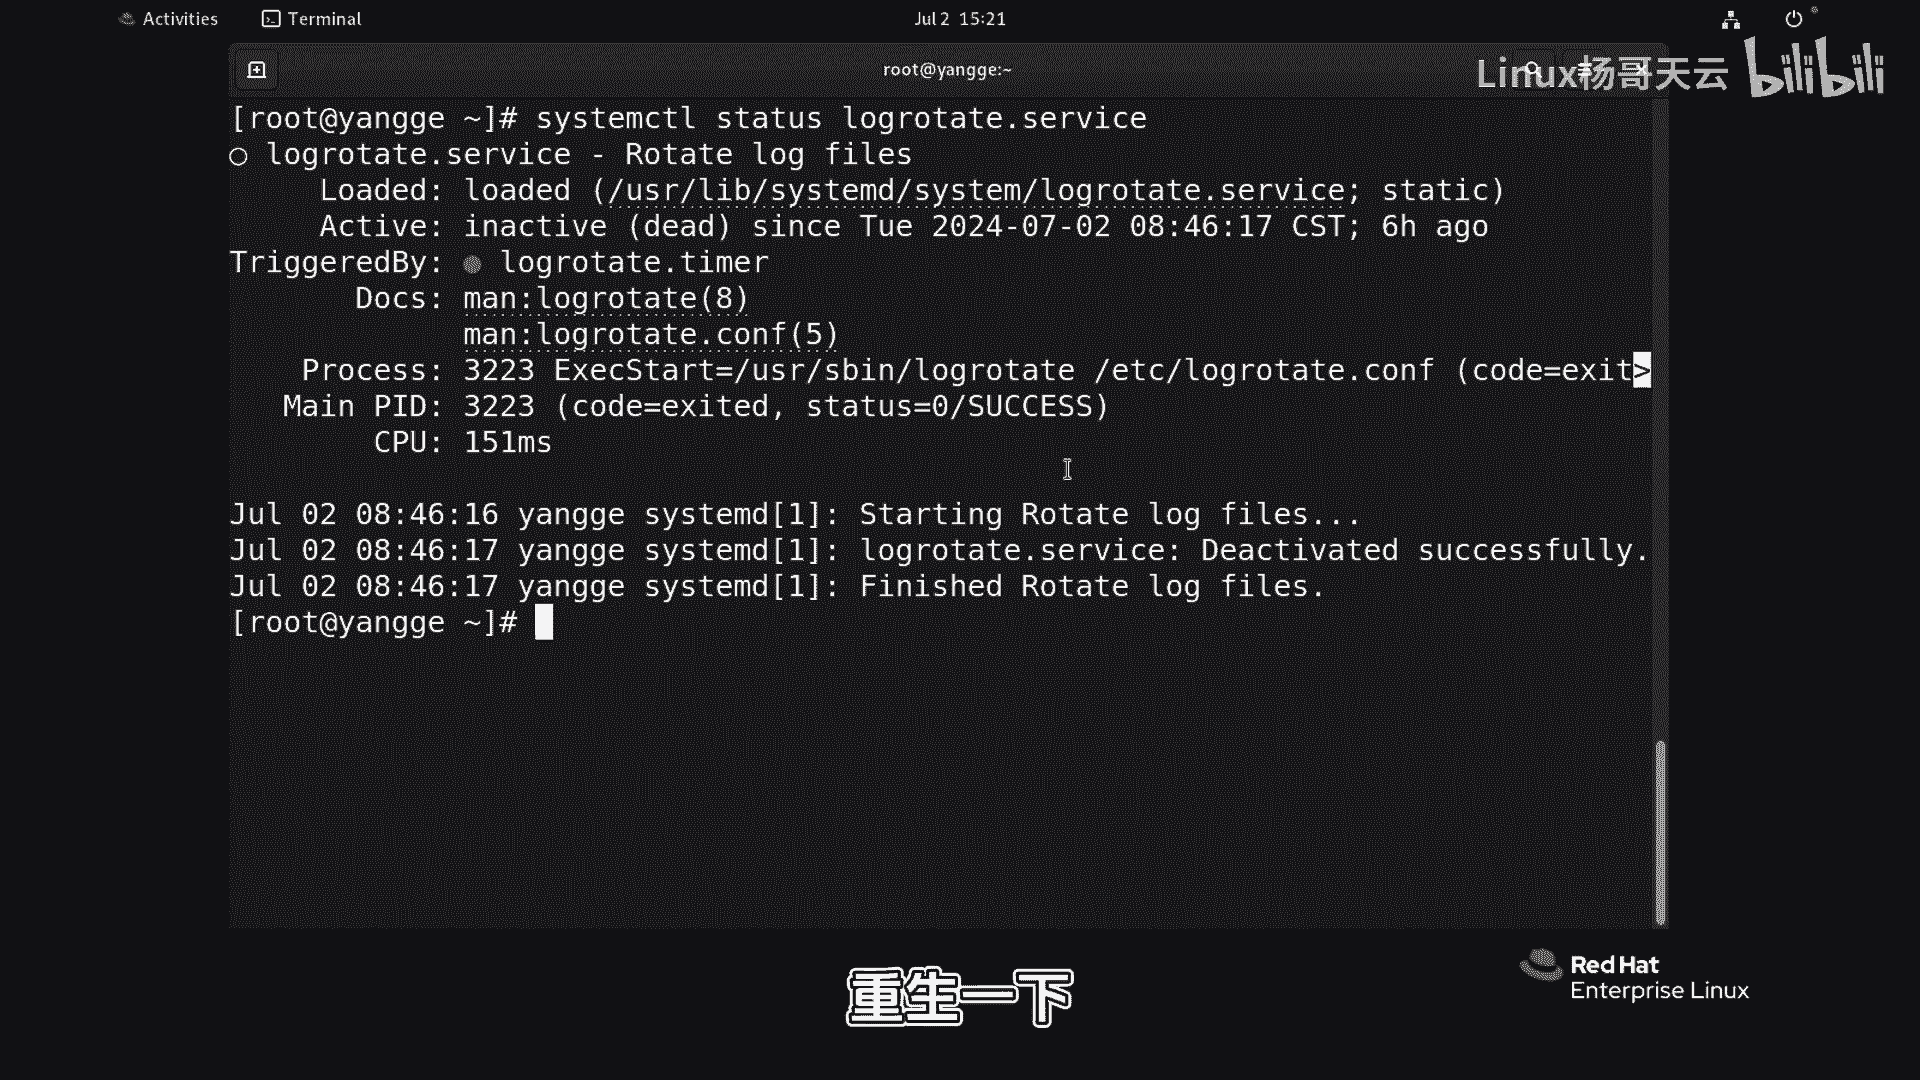 Activities
Terminal
Jul 2 15:21
root@yangge:~
Linux杨哥天云 bilibili
[root@yangge ~]# systemctl status logrotate.service
○ logrotate.service - Rotate log files
Loaded: loaded (/usr/lib/systemd/system/logrotate.service; static)
Active: inactive (dead) since Tue 2024-07-02 08:46:17 CST; 6h ago
TriggeredBy: ● logrotate.timer
Docs: man:logrotate(8)
man:logrotate.conf(5)
Process: 3223 ExecStart=/usr/sbin/logrotate /etc/logrotate.conf (code=exit>
Main PID: 3223 (code=exited, status=0/SUCCESS)
CPU: 151ms
Jul 02 08:46:16 yangge systemd[1]: Starting Rotate log files...
Jul 02 08:46:17 yangge systemd[1]: logrotate.service: Deactivated successfully.
Jul 02 08:46:17 yangge systemd[1]: Finished Rotate log files.
[root@yangge ~]#
Red Hat
Enterprise Linux
重生一下